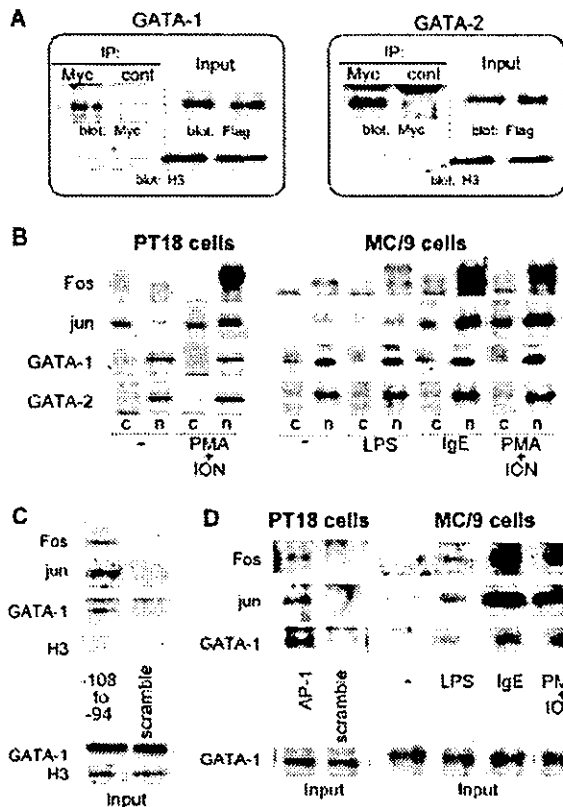 A GATA-1 GATA-2
IP: Input IP: Input
Myc cont Myc cont
blot: Myc blot: Flag blot: Myc blot: Flag
blot: H3 blot: H3
B PT18 cells MC/9 cells
Fos
jun
GATA-1
GATA-2
c n c n c n c n c n c n
- PMA + ION - LPS IgE PMA + ION
C D PT18 cells MC/9 cells
Fos Fos
jun jun
GATA-1 GATA-1
H3
-108 to -94 scramble AP-1 scramble - LPS IgE PM IO
GATA-1 GATA-1
H3
Input Input Input